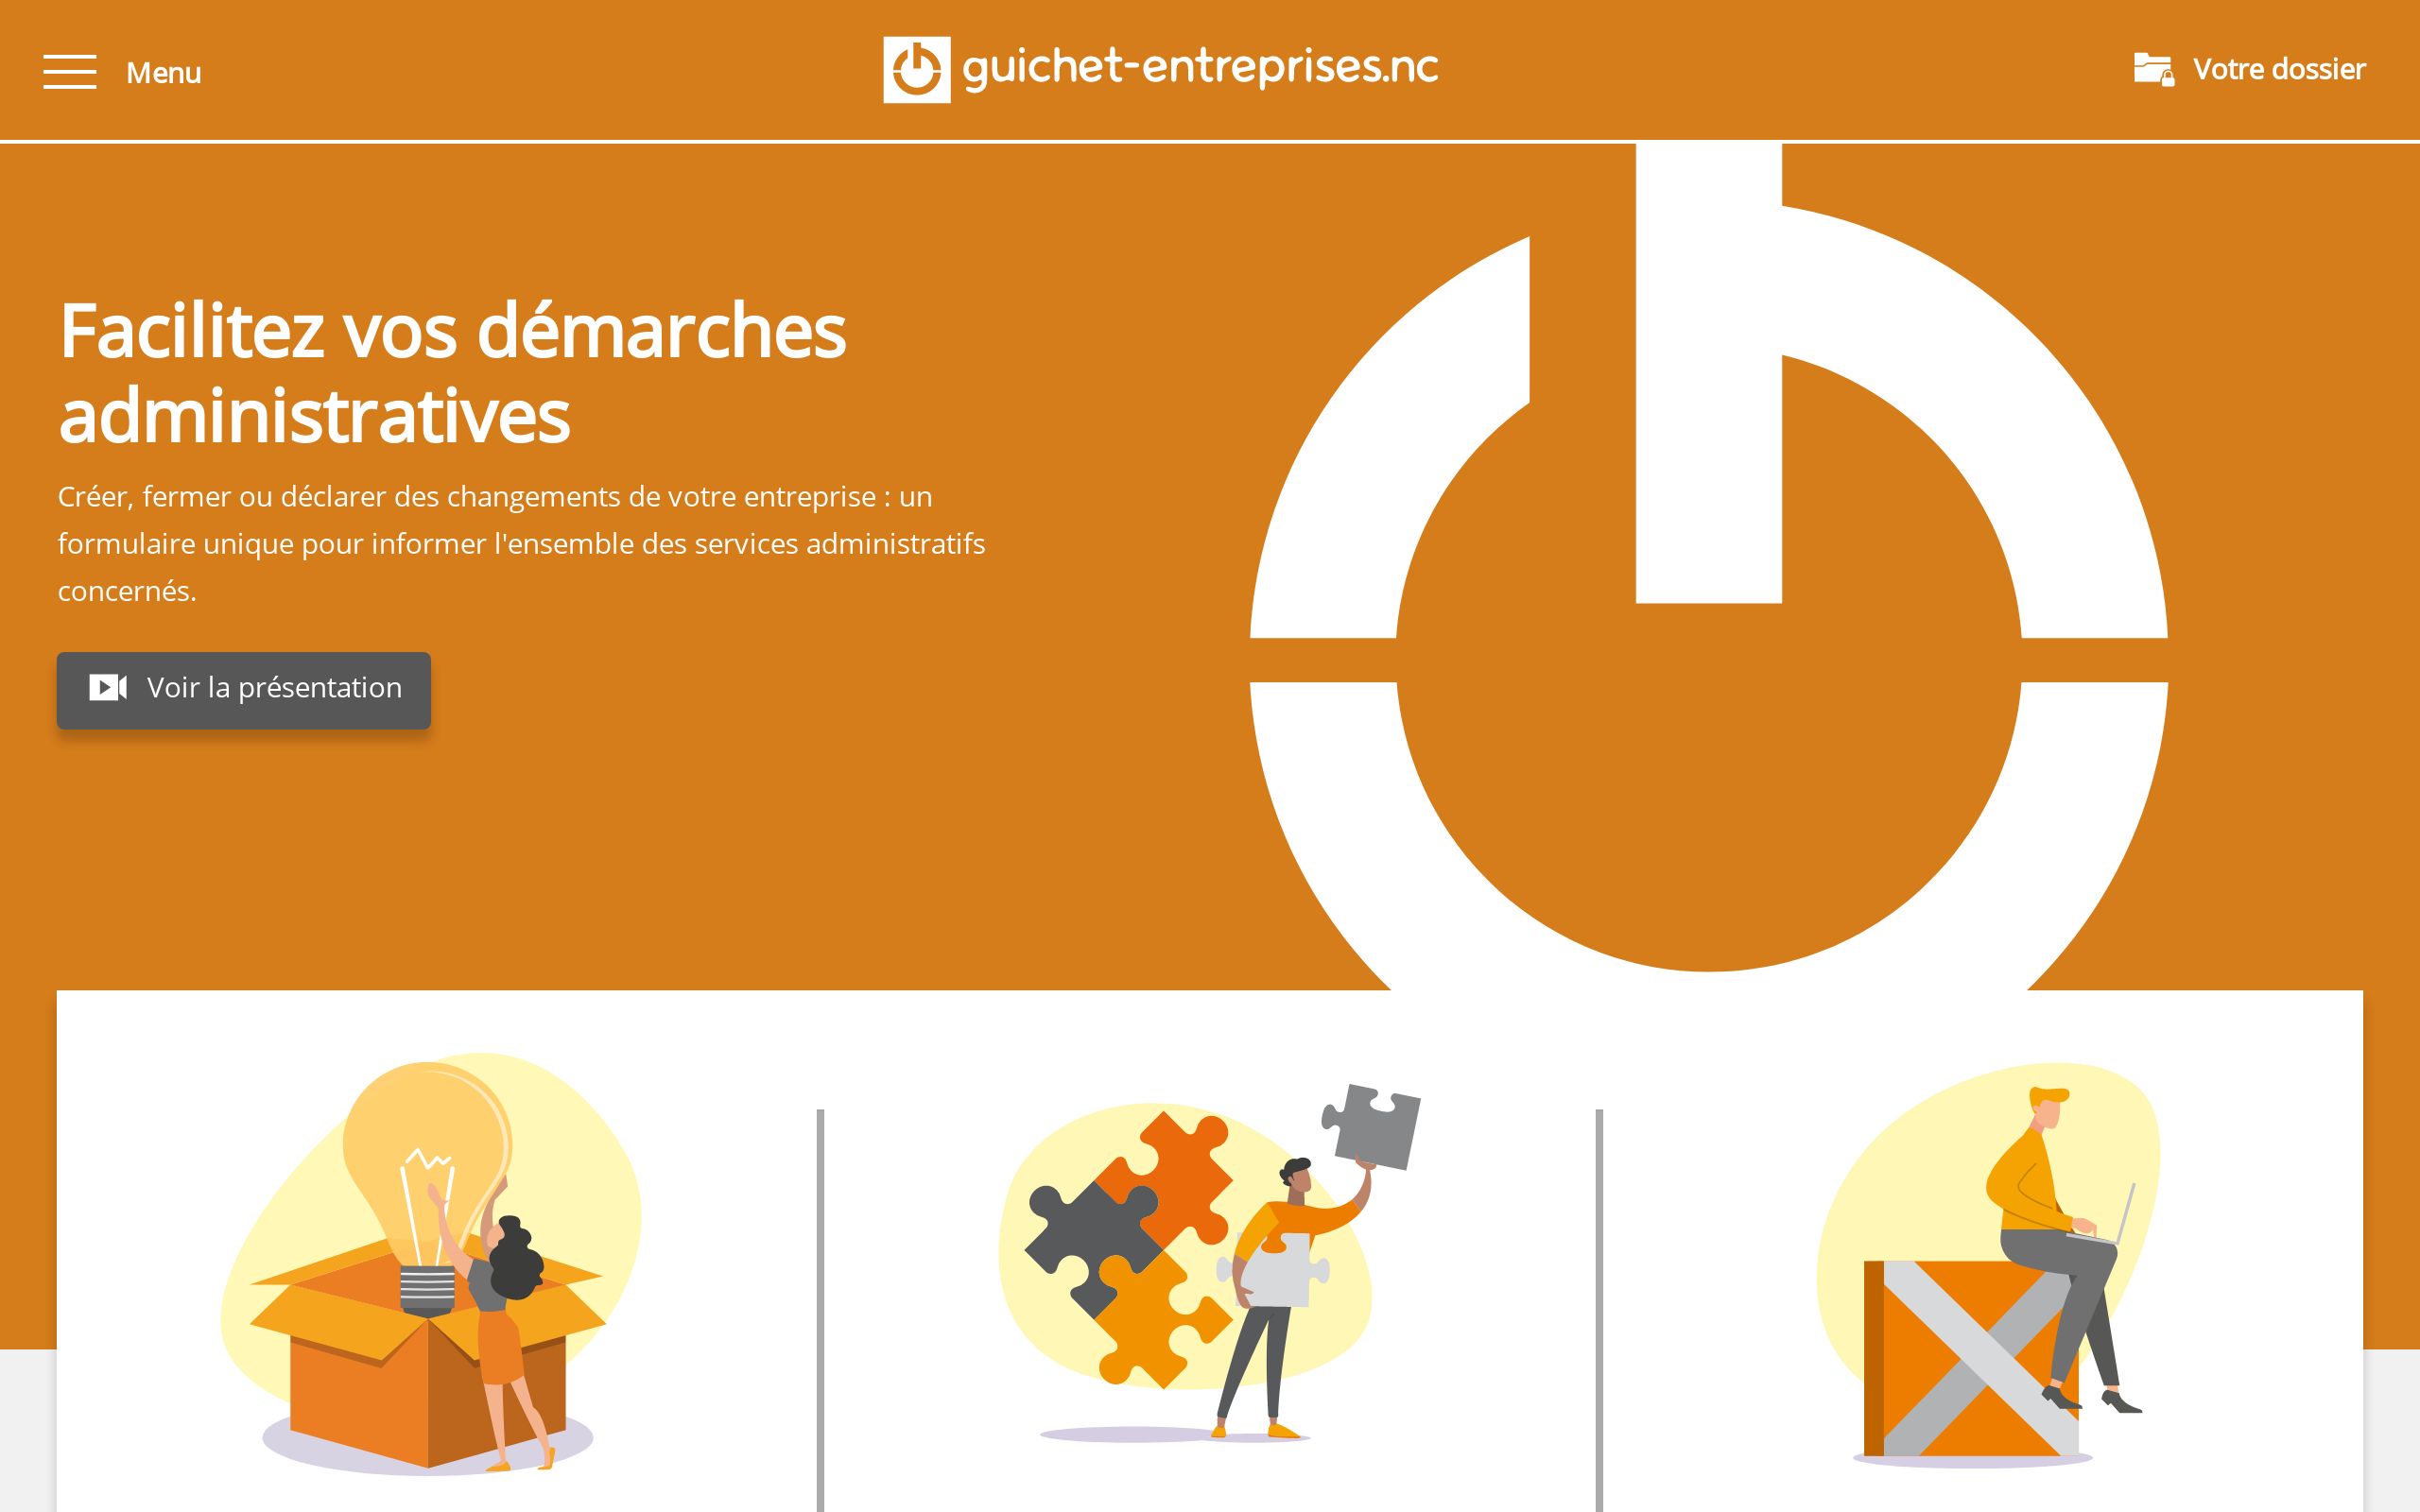 Menu
guichet-entreprises.nc
Votre dossier
Facilitez vos démarches
administratives
Créer, fermer ou déclarer des changements de votre entreprise : un
formulaire unique pour informer l'ensemble des services administratifs
concernés.
Voir la présentation